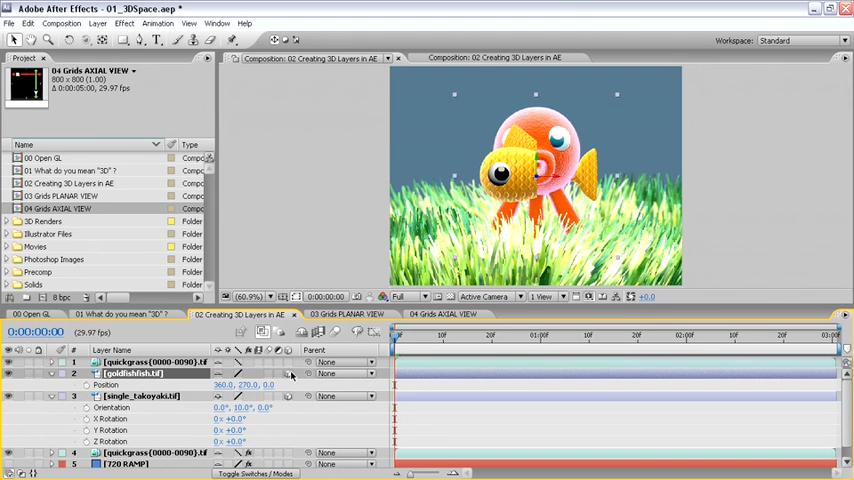 Adobe After Effects - 01_3DSpace.aep *
File Edit Composition Layer Effect Animation View Window Help
Workspace: Standard
Project
Composition: 02 Creating 3D Layers in AE
Composition: 02 Creating 3D Layers in AE
04 Grids AXIAL VIEW
800 x 800 (1.00)
Δ 0:00:05:00, 29.97 fps
Name Type
00 Open GL Compo
01 What do you mean "3D" ? Compo
02 Creating 3D Layers in AE Compo
03 Grids PLANAR VIEW Compo
04 Grids AXIAL VIEW Compo
3D Renders Folder
Illustrator Files Folder
Movies Folder
Photoshop Images Folder
Precomp Folder
Solids Folder
8 bpc
(60.9%) 0:00:00:00 Full Active Camera 1 View +0.0
00 Open GL 01 What do you mean "3D" ? 02 Creating 3D Layers in AE 03 Grids PLANAR VIEW 04 Grids AXIAL VIEW
0:00:00:00 (29.97 fps)
10f 20f 01:00f 10f 20f 02:00f 10f 20f 03:00
# Layer Name Parent
1 [quickgrass{0000-0090}.tif None
2 [goldfishfish.tif] None
Position 360.0, 270.0, 0.0
3 [single_takoyaki.tif] None
Orientation 0.0°, 10.0°, 0.0°
X Rotation 0 x +0.0°
Y Rotation 0 x +0.0°
Z Rotation 0 x +0.0°
4 [quickgrass{0000-0090}.tif None
5 [720 RAMP] None
Toggle Switches / Modes